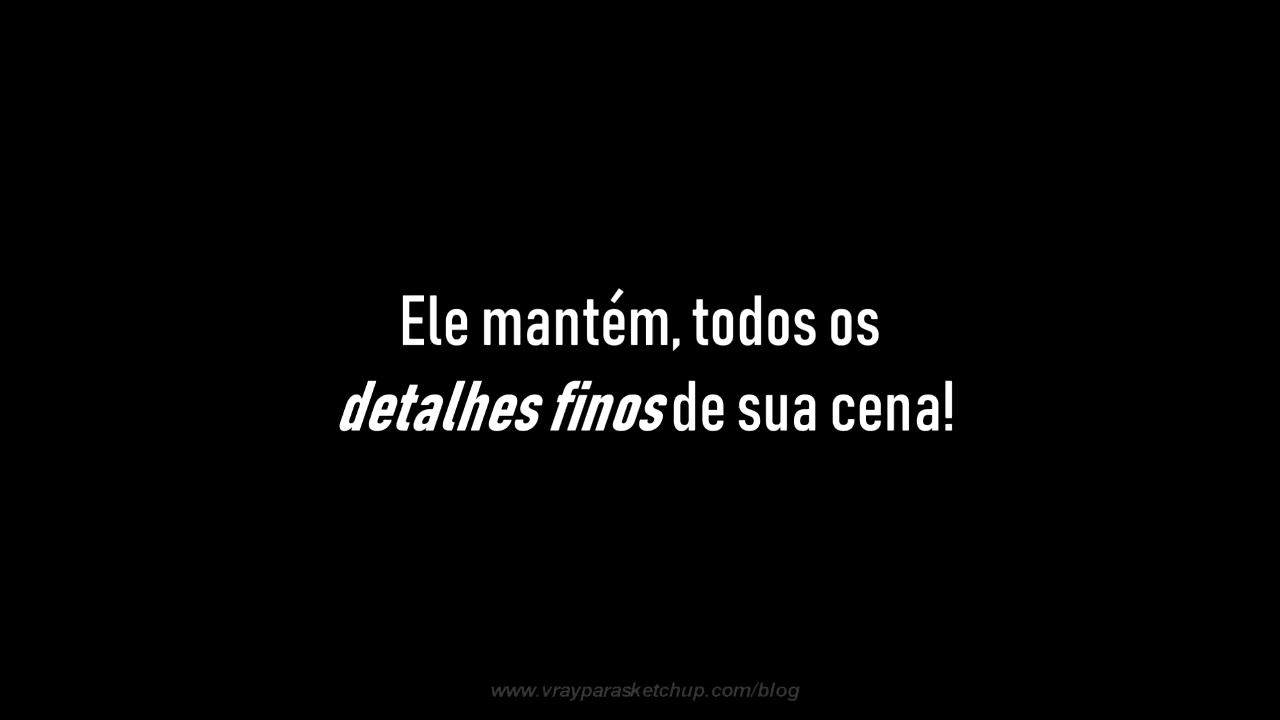 Ele mantém, todos os
detalhes finos de sua cena!
www.vrayparasketchup.com/blog